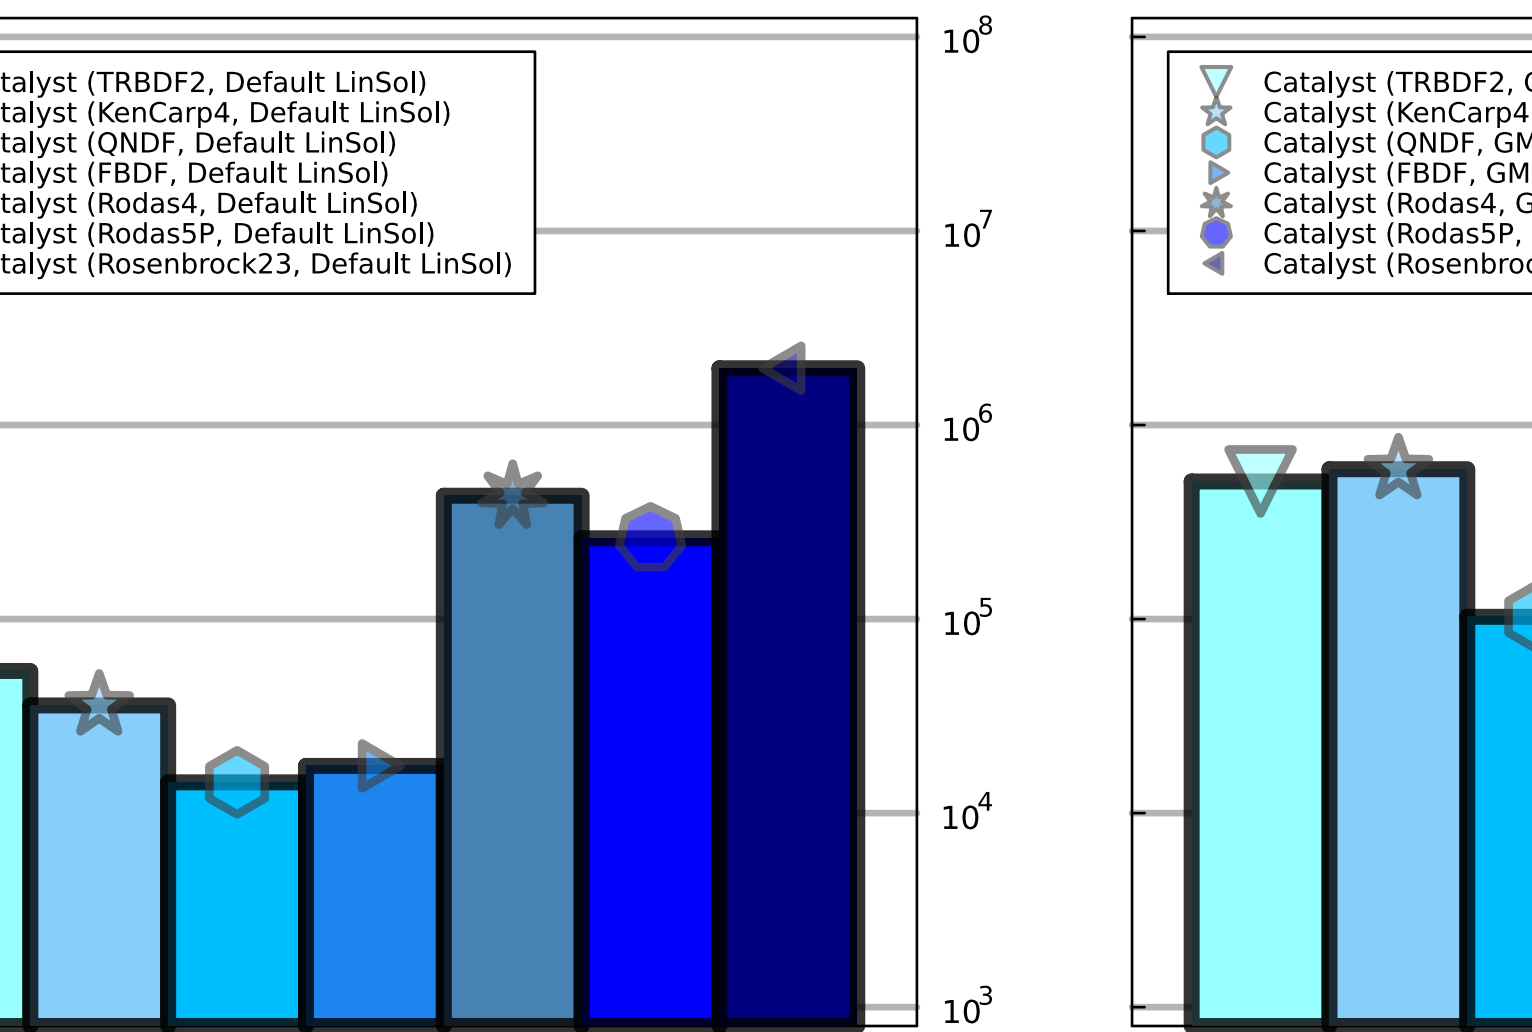 talyst (TRBDF2, Default LinSol)
talyst (KenCarp4, Default LinSol)
talyst (QNDF, Default LinSol)
talyst (FBDF, Default LinSol)
talyst (Rodas4, Default LinSol)
talyst (Rodas5P, Default LinSol)
talyst (Rosenbrock23, Default LinSol)
10^8
10^7
10^6
10^5
10^4
10^3
Catalyst (TRBDF2,
Catalyst (KenCarp4
Catalyst (QNDF, GM
Catalyst (FBDF, GM
Catalyst (Rodas4, G
Catalyst (Rodas5P,
Catalyst (Rosenbroc